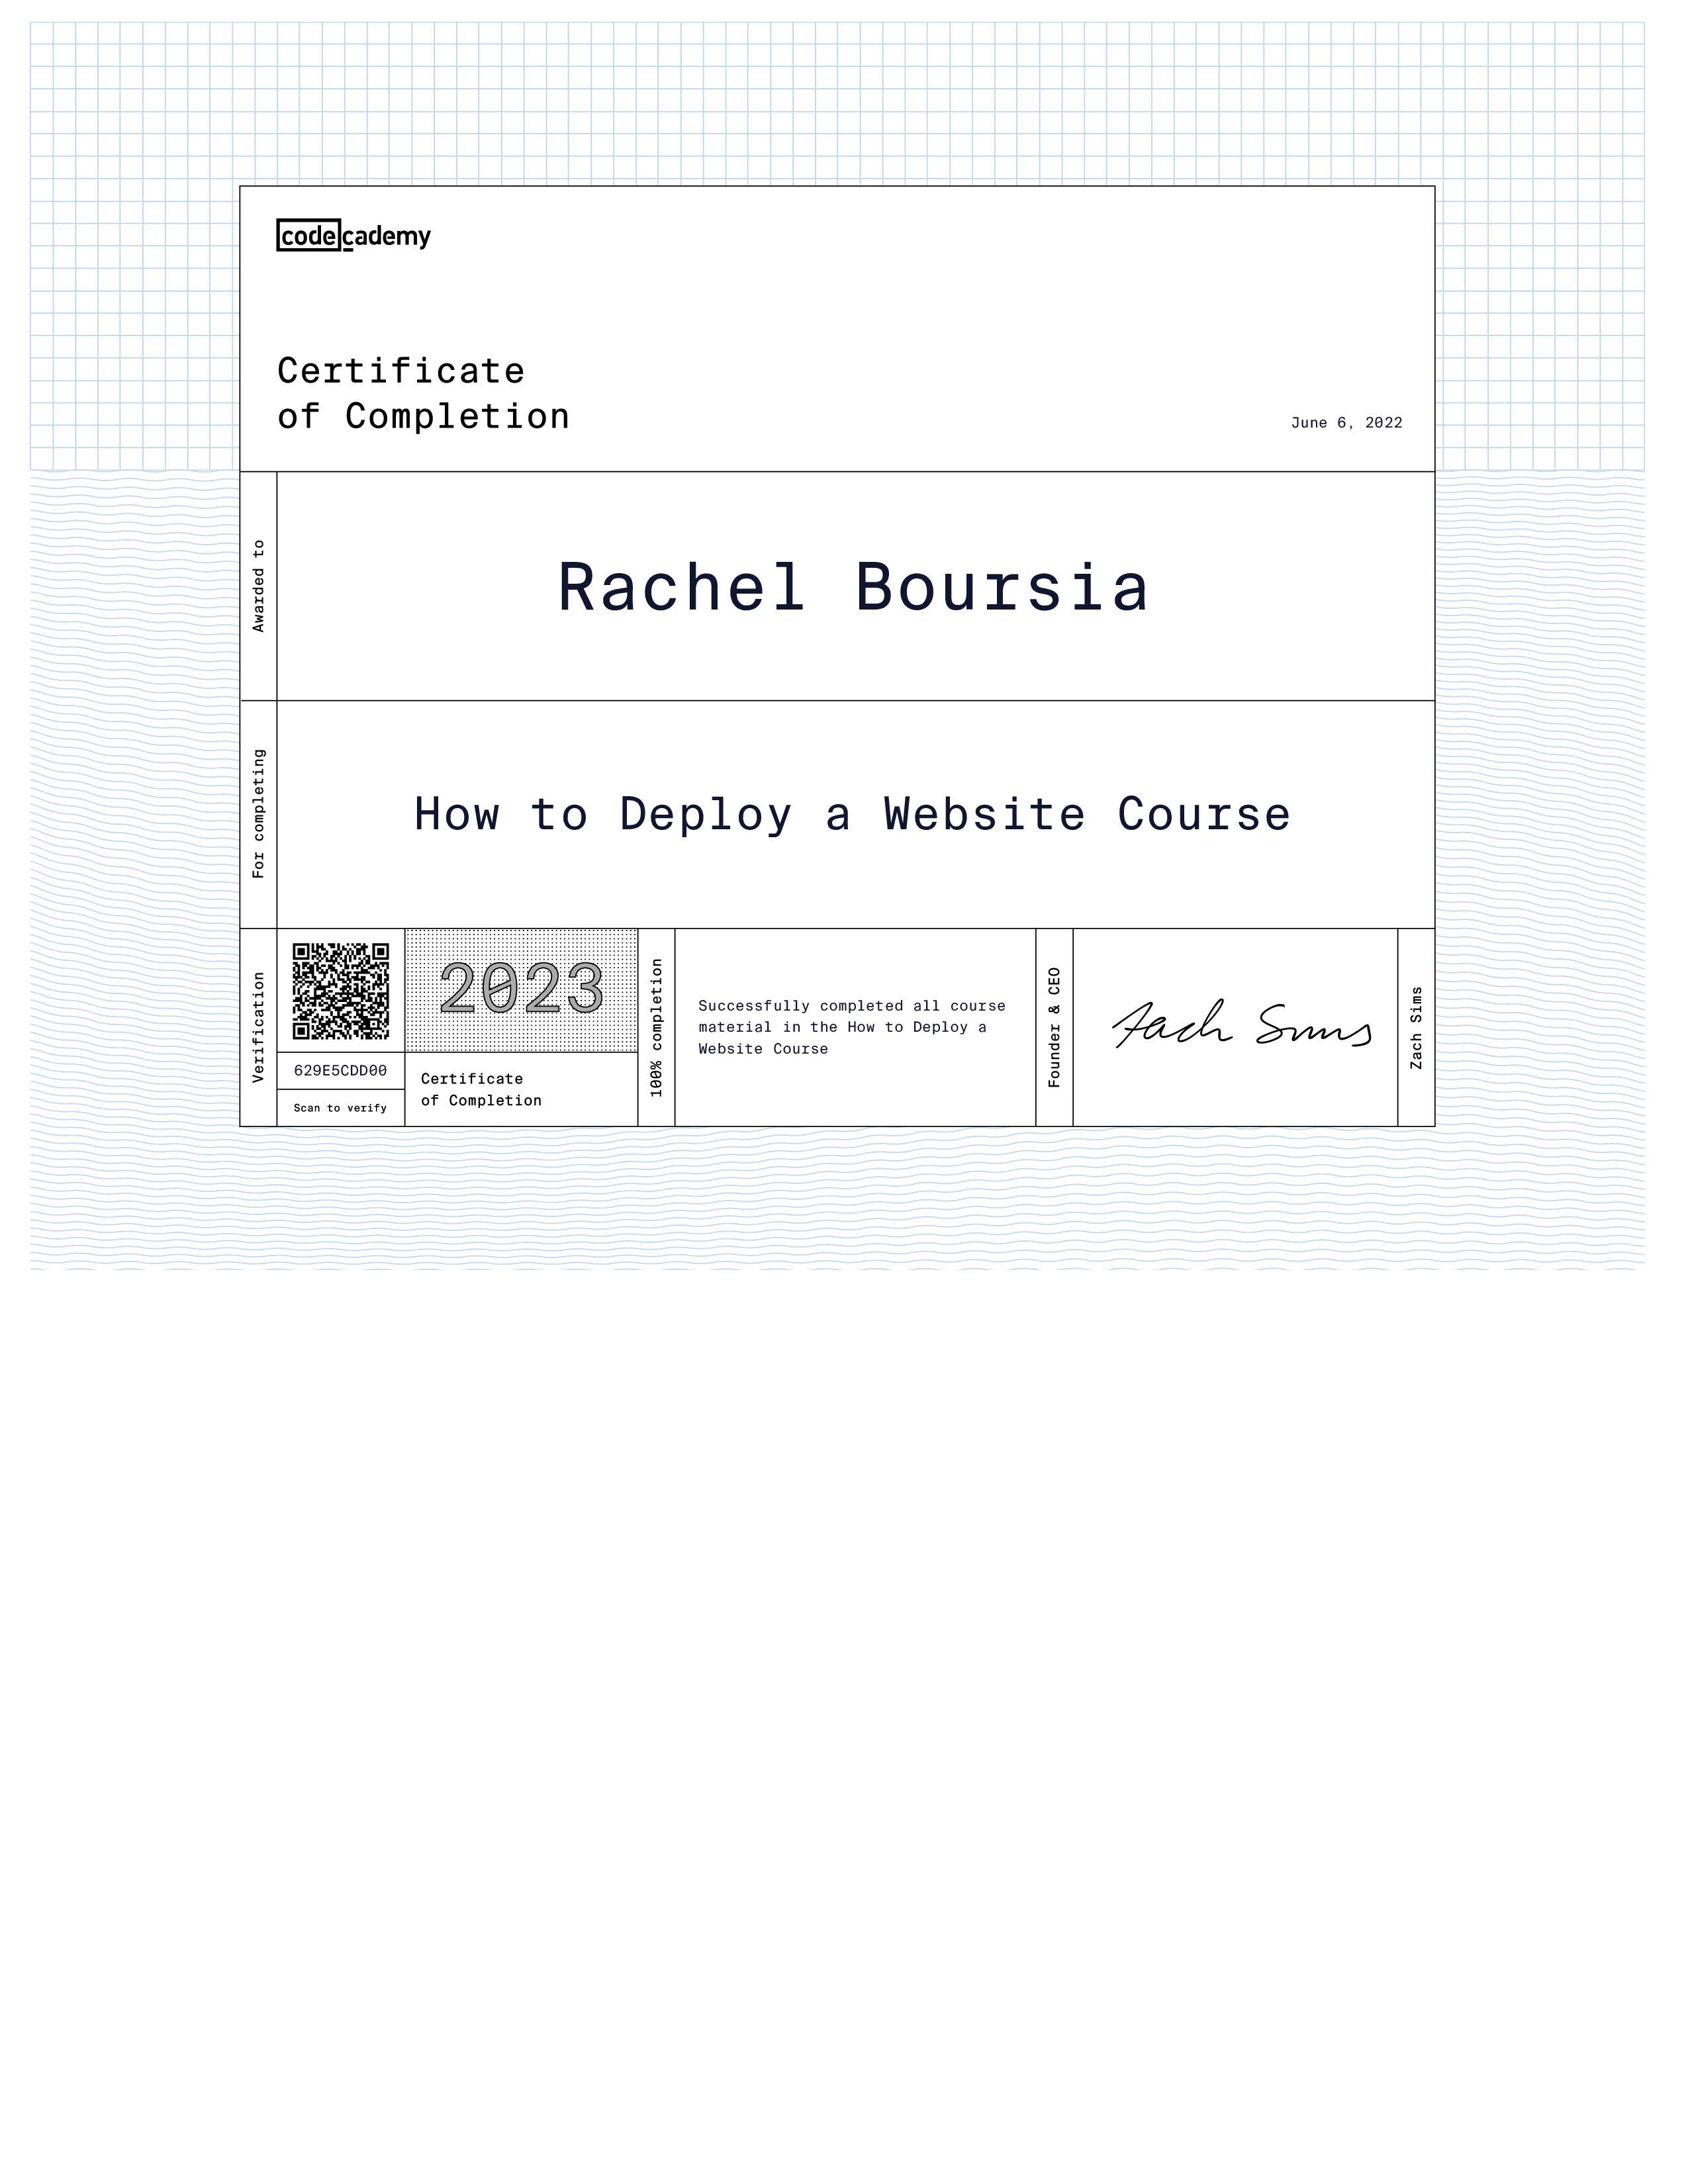 codecademy
Certificate
of Completion
June 6, 2022
Awarded to
Rachel Boursia
For completing
How to Deploy a Website Course
Verification
629E5CDD00
Scan to verify
2023
Certificate
of Completion
100% completion
Successfully completed all course
material in the How to Deploy a
Website Course
Founder & CEO
Zach Sims
Zach Sims